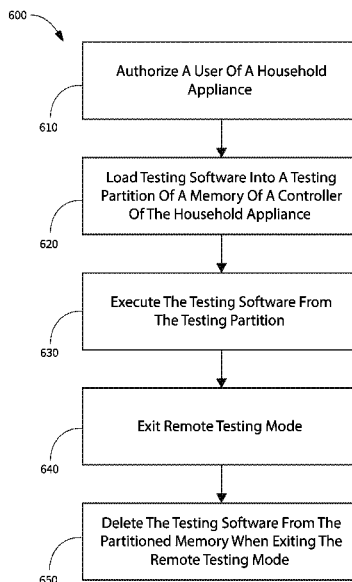 600
Authorize A User Of A Household
Appliance
610
Load Testing Software Into A Testing
Partition Of A Memory Of A Controller
Of The Household Appliance
620
Execute The Testing Software From
The Testing Partition
630
Exit Remote Testing Mode
640
Delete The Testing Software From The
Partitioned Memory When Exiting The
Remote Testing Mode
650